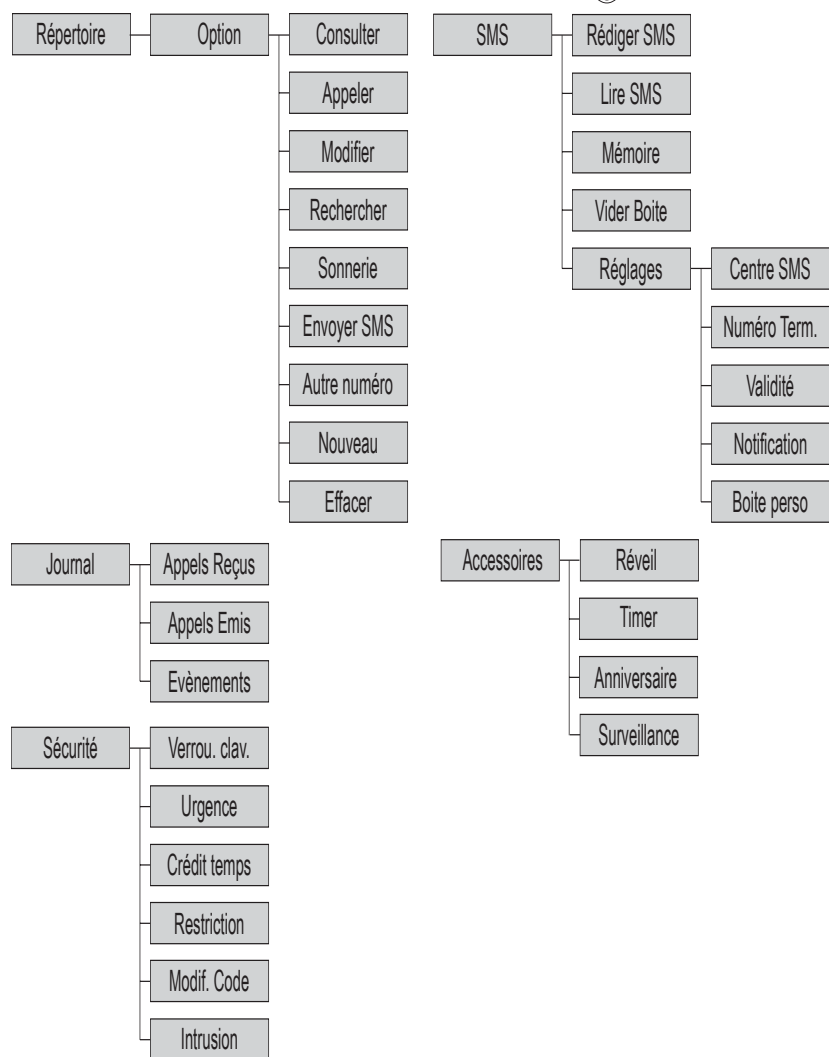 Répertoire
Option
Consulter
Appeler
Modifier
Rechercher
Sonnerie
Envoyer SMS
Autre numéro
Nouveau
Effacer
SMS
Rédiger SMS
Lire SMS
Mémoire
Vider Boite
Réglages
Centre SMS
Numéro Term.
Validité
Notification
Boite perso
Journal
Appels Reçus
Appels Emis
Evènements
Accessoires
Réveil
Timer
Anniversaire
Surveillance
Sécurité
Verrou. clav.
Urgence
Crédit temps
Restriction
Modif. Code
Intrusion